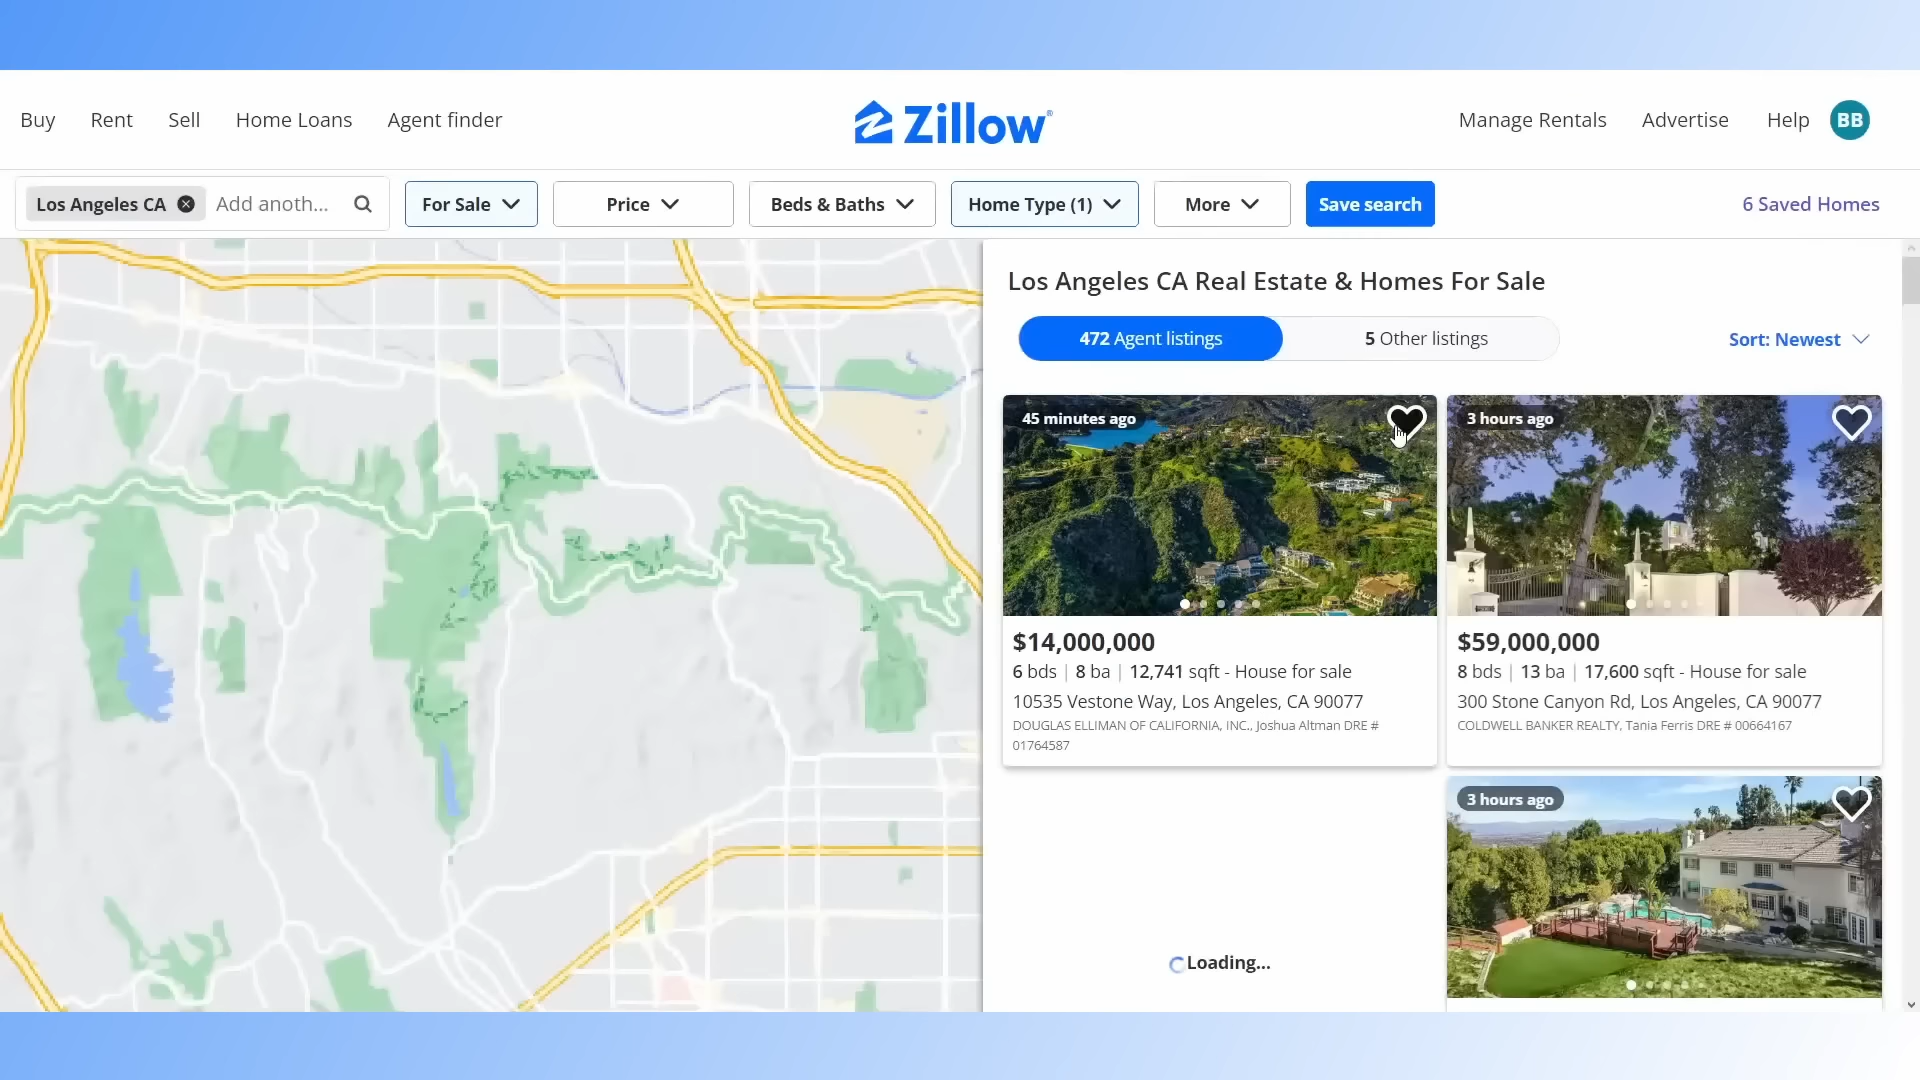 Buy Rent Sell Home Loans Agent finder
Zillow®
Manage Rentals Advertise Help BB
Los Angeles CA Add anoth... For Sale Price Beds & Baths Home Type (1) More Save search 6 Saved Homes
Los Angeles CA Real Estate & Homes For Sale
472 Agent listings 5 Other listings Sort: Newest
45 minutes ago
$14,000,000
6 bds | 8 ba | 12,741 sqft - House for sale
10535 Vestone Way, Los Angeles, CA 90077
DOUGLAS ELLIMAN OF CALIFORNIA, INC., Joshua Altman DRE #
01764587
3 hours ago
$59,000,000
8 bds | 13 ba | 17,600 sqft - House for sale
300 Stone Canyon Rd, Los Angeles, CA 90077
COLDWELL BANKER REALTY, Tania Ferris DRE # 00664167
Loading...
3 hours ago